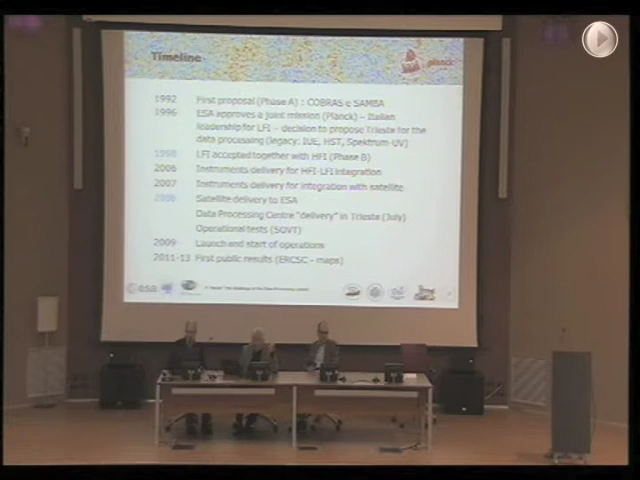 Timeline
planck
1992 First proposal (Phase A) : COBRAS e SAMBA
1996 ESA approves a joint mission (Planck) – Italian
leadership for LFI – decision to propose Trieste for the
data processing (legacy: IUE, HST, Spektrum-UV)
1998 LFI accepted together with HFI (Phase B)
2006 Instruments delivery for HFI-LFI integration
2007 Instruments delivery for integration with satellite
2008 Satellite delivery to ESA
Data Processing Centre "delivery" in Trieste (July)
Operational tests (SOVT)
2009 Launch and start of operations
2011-13 First public results (ERCSC - maps)
esa